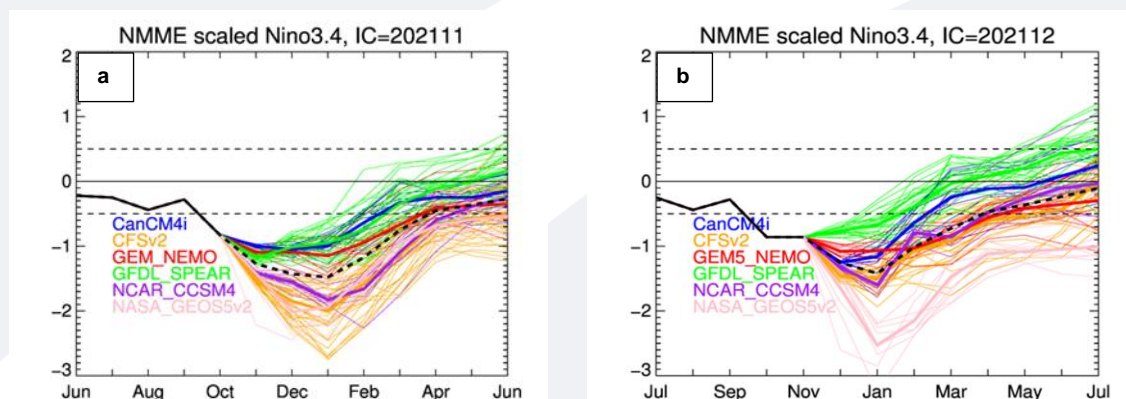 NMME scaled Nino3.4, IC=202111
a
2
1
0
−1
−2
−3
CanCM4i
CFSv2
GEM_NEMO
GFDL_SPEAR
NCAR_CCSM4
NASA_GEOS5v2
Jun Aug Oct Dec Feb Apr Jun
NMME scaled Nino3.4, IC=202112
b
2
1
0
−1
−2
−3
CanCM4i
CFSv2
GEM5_NEMO
GFDL_SPEAR
NCAR_CCSM4
NASA_GEOS5v2
Jul Sep Nov Jan Mar May Jul